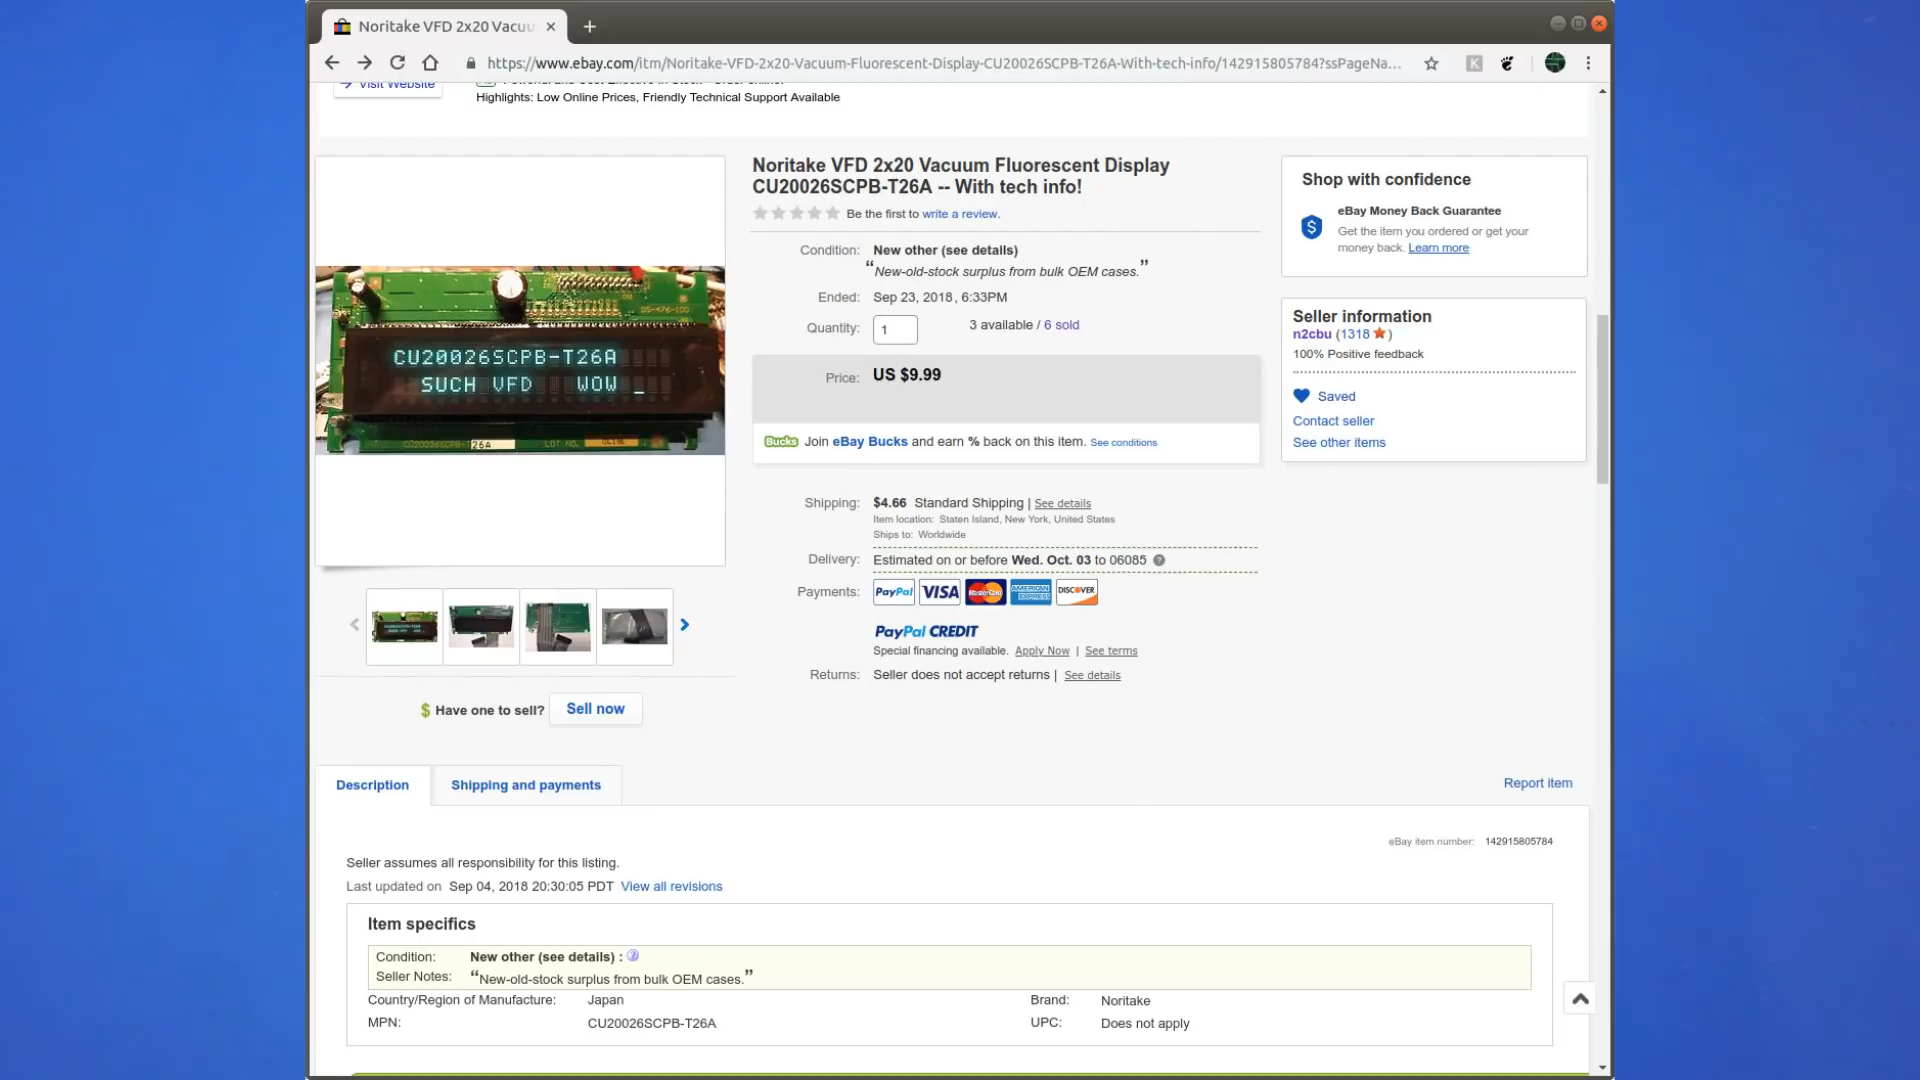 Noritake VFD 2x20 Vacuu
https://www.ebay.com/itm/Noritake-VFD-2x20-Vacuum-Fluorescent-Display-CU20026SCPB-T26A-With-tech-info/142915805784?ssPageNa...
Visit Website
Highlights: Low Online Prices, Friendly Technical Support Available
CU20026SCPB-T26A
SUCH VFD WOW _
Noritake VFD 2x20 Vacuum Fluorescent Display
CU20026SCPB-T26A -- With tech info!
Be the first to write a review.
Condition: New other (see details)
“New-old-stock surplus from bulk OEM cases.”
Ended: Sep 23, 2018 , 6:33PM
Quantity: 1 3 available / 6 sold
Price: US $9.99
Bucks Join eBay Bucks and earn % back on this item. See conditions
Shipping: $4.66 Standard Shipping | See details
Item location: Staten Island, New York, United States
Ships to: Worldwide
Delivery: Estimated on or before Wed. Oct. 03 to 06085
Payments: PayPal VISA MasterCard AMERICAN EXPRESS DISCOVER
PayPal CREDIT
Special financing available. Apply Now | See terms
Returns: Seller does not accept returns | See details
Shop with confidence
eBay Money Back Guarantee
Get the item you ordered or get your
money back. Learn more
Seller information
n2cbu (1318 )
100% Positive feedback
Saved
Contact seller
See other items
$ Have one to sell? Sell now
Description Shipping and payments
Report item
eBay item number: 142915805784
Seller assumes all responsibility for this listing.
Last updated on Sep 04, 2018 20:30:05 PDT View all revisions
Item specifics
Condition: New other (see details) :
Seller Notes: “New-old-stock surplus from bulk OEM cases.”
Country/Region of Manufacture: Japan Brand: Noritake
MPN: CU20026SCPB-T26A UPC: Does not apply